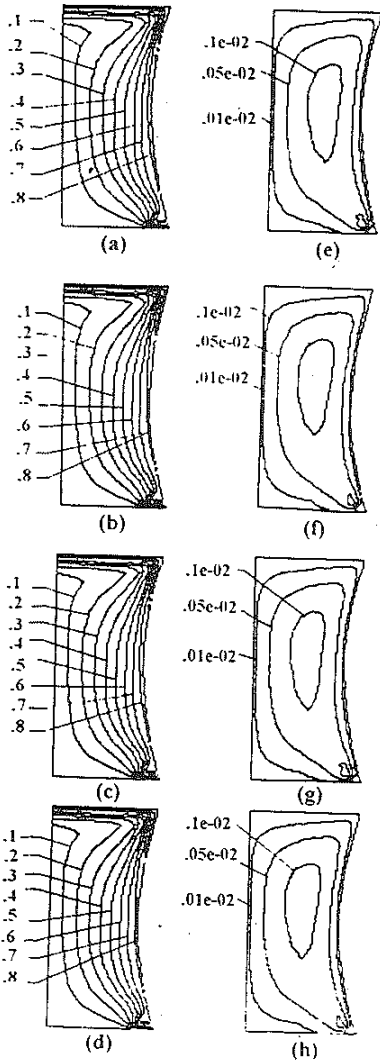 .1
.2
.3
.4
.5
.6
.7
.8
(a)
.1e-02
.05e-02
.01e-02
(e)
.1
.2
.3
.4
.5
.6
.7
.8
(b)
.1e-02
.05e-02
.01e-02
(f)
.1
.2
.3
.4
.5
.6
.7
.8
(c)
.1e-02
.05e-02
.01e-02
(g)
.1
.2
.3
.4
.5
.6
.7
.8
(d)
.1e-02
.05e-02
.01e-02
(h)